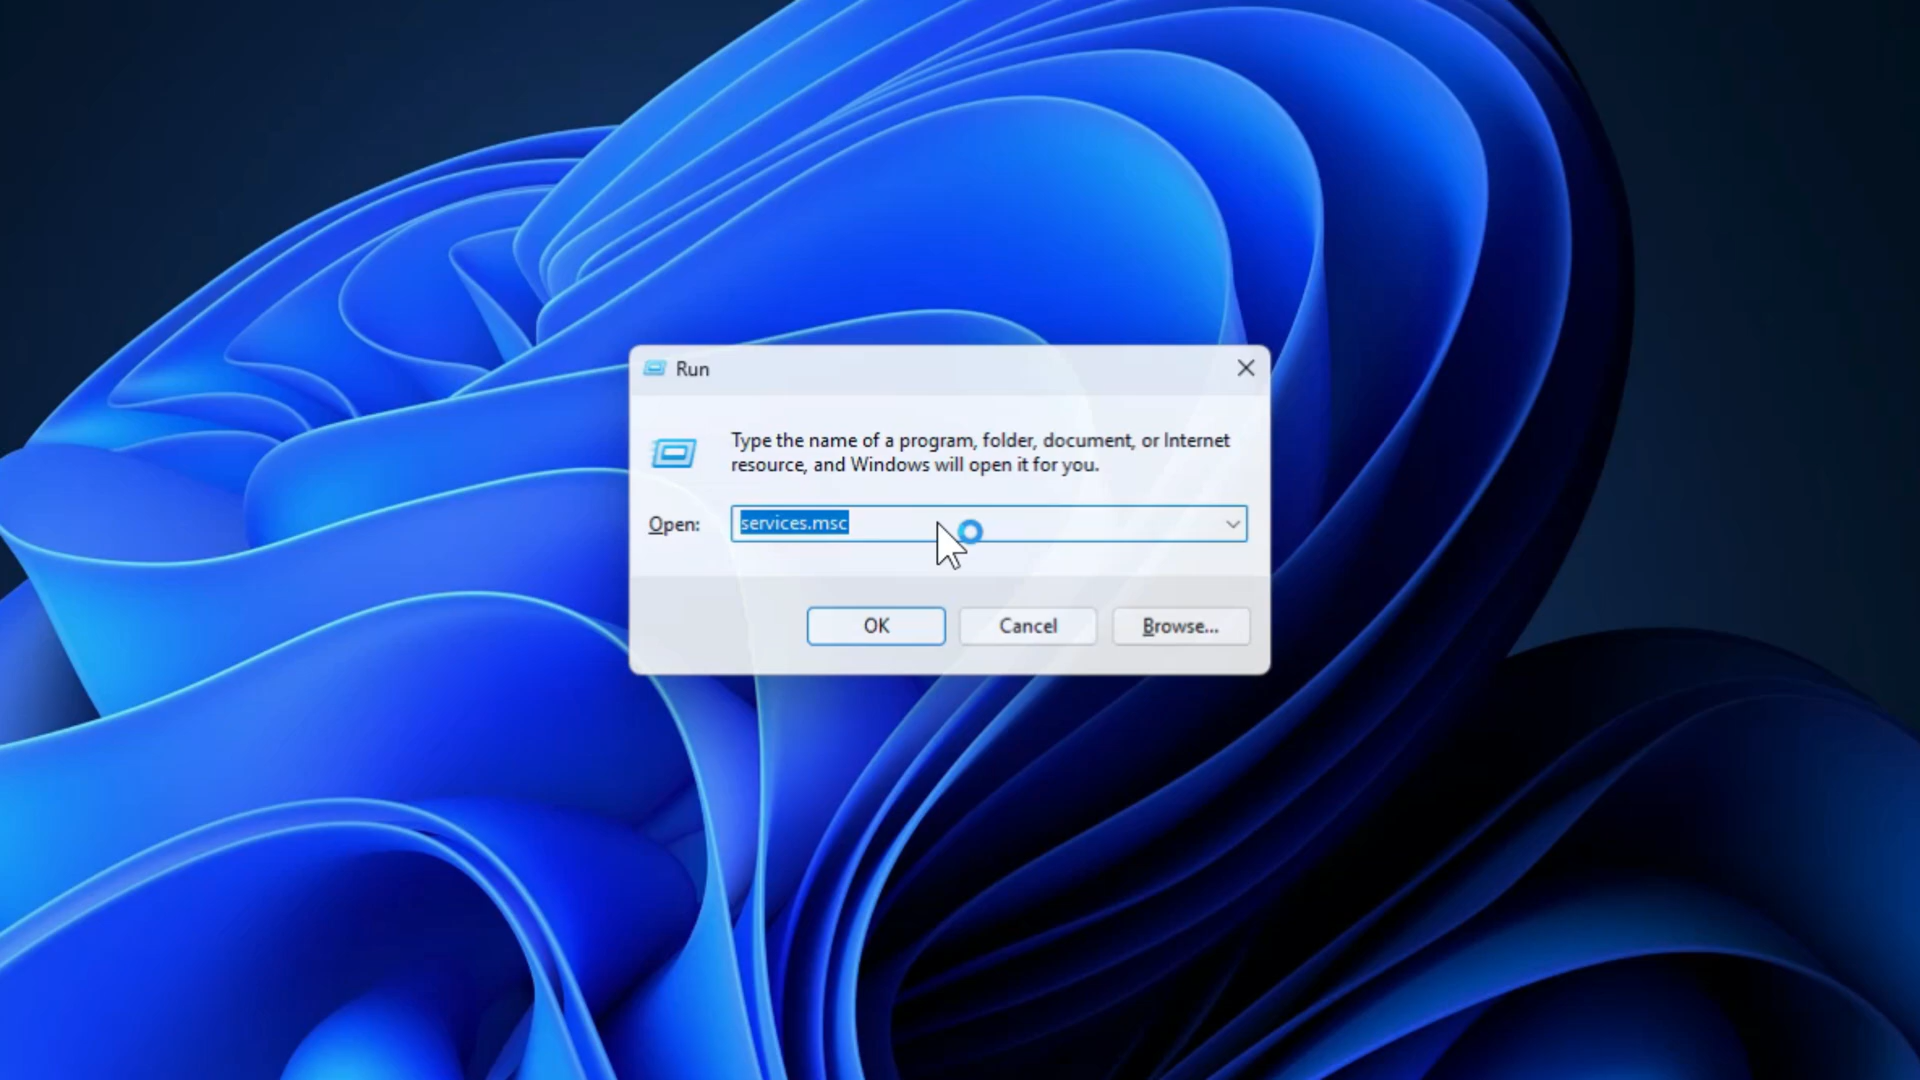 Run
Type the name of a program, folder, document, or Internet
resource, and Windows will open it for you.
Open: services.msc
OK Cancel Browse...